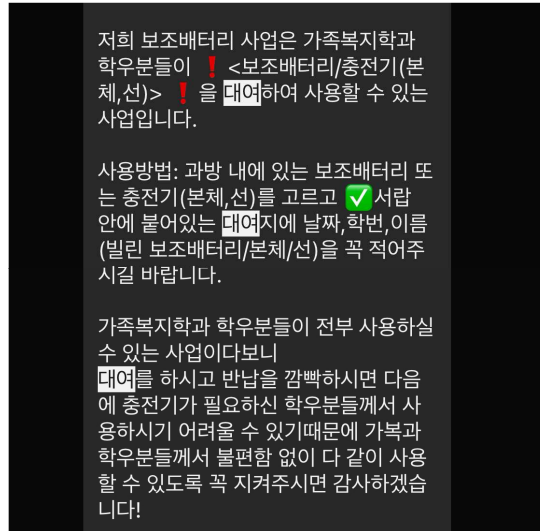 저희 보조배터리 사업은 가족복지학과
학우분들이 ❗ <보조배터리/충전기(본
체,선)> ❗ 을 대여하여 사용할 수 있는
사업입니다.
사용방법: 과방 내에 있는 보조배터리 또
는 충전기(본체,선)를 고르고 ✅서랍
안에 붙어있는 대여지에 날짜,학번,이름
(빌린 보조배터리/본체/선)을 꼭 적어주
시길 바랍니다.
가족복지학과 학우분들이 전부 사용하실
수 있는 사업이다보니
대여를 하시고 반납을 깜빡하시면 다음
에 충전기가 필요하신 학우분들께서 사
용하시기 어려울 수 있기때문에 가복과
학우분들께서 불편함 없이 다 같이 사용
할 수 있도록 꼭 지켜주시면 감사하겠습
니다!